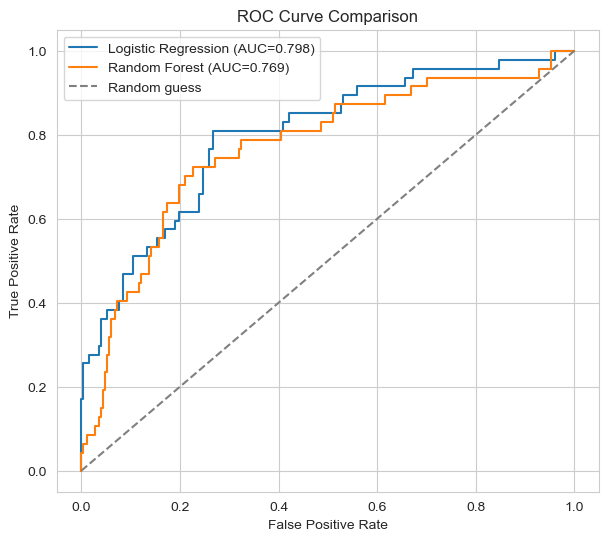 ROC Curve Comparison
Logistic Regression (AUC=0.798)
Random Forest (AUC=0.769)
Random guess
True Positive Rate
1.0
0.8
0.6
0.4
0.2
0.0
0.0 0.2 0.4 0.6 0.8 1.0
False Positive Rate